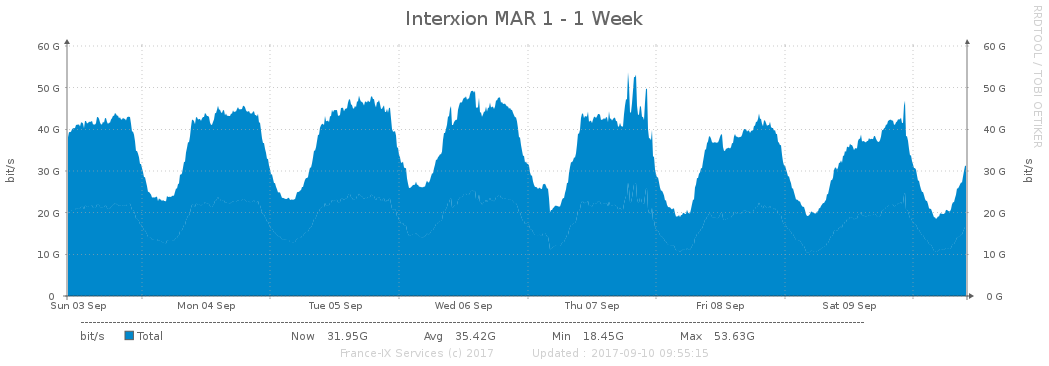 Interxion MAR 1 - 1 Week
RRDTOOL / TOBI OETIKER
60 G 60 G
50 G 50 G
40 G 40 G
30 G 30 G
20 G 20 G
10 G 10 G
0 0 G
bit/s bit/s
Sun 03 Sep Mon 04 Sep Tue 05 Sep Wed 06 Sep Thu 07 Sep Fri 08 Sep Sat 09 Sep
bit/s Total Now 31.95G Avg 35.42G Min 18.45G Max 53.63G
France-IX Services (c) 2017 Updated : 2017-09-10 09:55:15